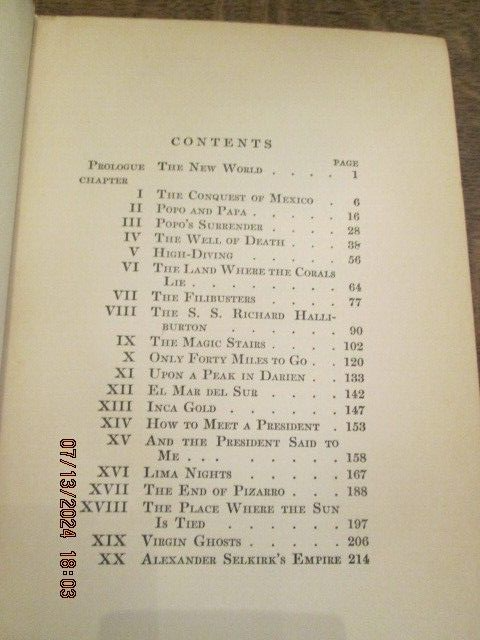 CONTENTS
PAGE
PROLOGUE THE NEW WORLD . . . . 1
CHAPTER
I THE CONQUEST OF MEXICO . 6
II POPO AND PAPA . . . . . 16
III POPO'S SURRENDER . . . . 28
IV THE WELL OF DEATH . . . 38
V HIGH-DIVING . . . . . 56
VI THE LAND WHERE THE CORALS
LIE . . . . . . . . 64
VII THE FILIBUSTERS . . . . 77
VIII THE S. S. RICHARD HALLI-
BURTON . . . . . . 90
IX THE MAGIC STAIRS . . . . 102
X ONLY FORTY MILES TO GO . . 120
XI UPON A PEAK IN DARIEN . . 133
XII EL MAR DEL SUR . . . . 142
XIII INCA GOLD . . . . . . 147
XIV HOW TO MEET A PRESIDENT . 153
XV AND THE PRESIDENT SAID TO
ME . . . . . . . . 158
XVI LIMA NIGHTS . . . . . 167
XVII THE END OF PIZARRO . . . 188
XVIII THE PLACE WHERE THE SUN
IS TIED . . . . . . 197
XIX VIRGIN GHOSTS . . . . . 206
XX ALEXANDER SELKIRK'S EMPIRE 214
07/13/2024 18:03